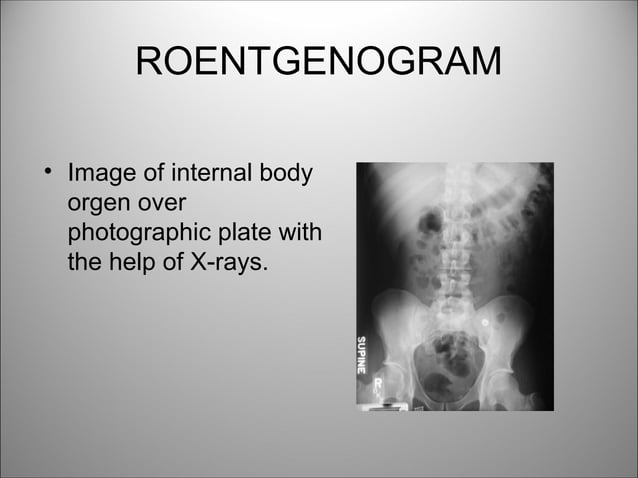 ROENTGENOGRAM
• Image of internal body
orgen over
photographic plate with
the help of X-rays.
SUPINE
R